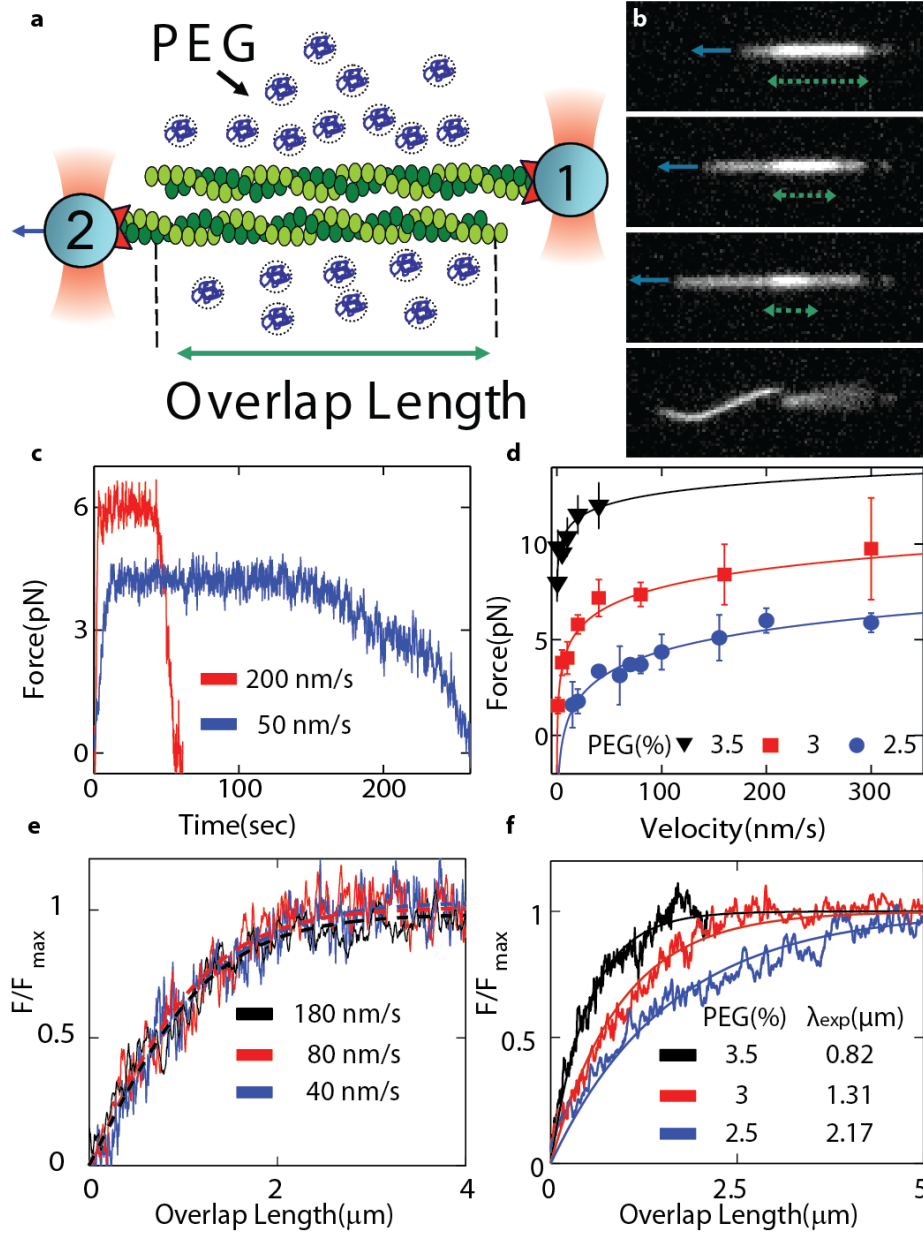 a
PEG
1
2
Overlap Length
b
c
6
3
0
Force(pN)
200 nm/s
50 nm/s
0
100
200
Time(sec)
d
10
5
0
Force(pN)
PEG(%) 3.5 3 2.5
0
100
200
300
Velocity(nm/s)
e
1
0.5
0
F/F max
180 nm/s
80 nm/s
40 nm/s
0
2
4
Overlap Length(μm)
f
1
0.5
0
F/F max
PEG(%) λexp(μm)
3.5 0.82
3 1.31
2.5 2.17
0
2.5
5
Overlap Length(μm)